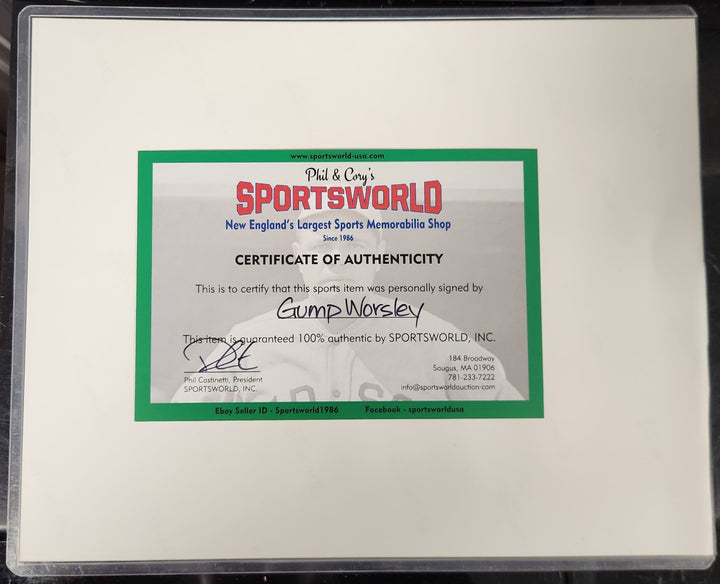 www.sportsworld-usa.com
Phil & Cory's
SPORTSWORLD
New England's Largest Sports Memorabilia Shop
Since 1986
CERTIFICATE OF AUTHENTICITY
This is to certify that this sports item was personally signed by
Gump Worsley
This item is guaranteed 100% authentic by SPORTSWORLD, INC.
184 Broadway
Saugus, MA 01906
781-233-7222
info@sportsworldauction.com
Phil Castinetti, President
SPORTSWORLD, INC.
Ebay Seller ID - Sportsworld1986 Facebook - sportsworldusa